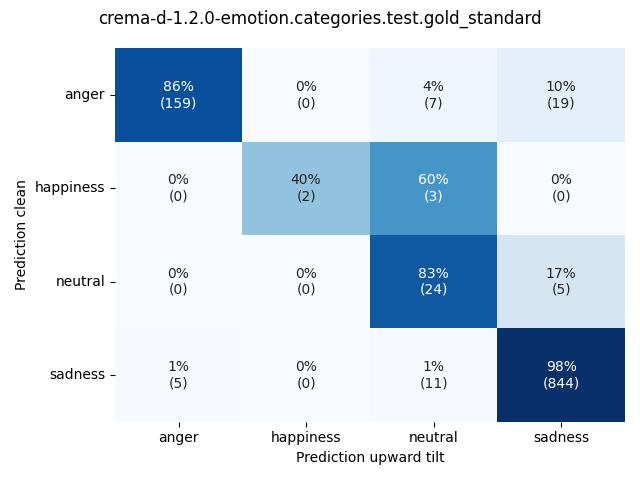 crema-d-1.2.0-emotion.categories.test.gold_standard
Prediction clean
anger
86%
(159)
0%
(0)
4%
(7)
10%
(19)
happiness
0%
(0)
40%
(2)
60%
(3)
0%
(0)
neutral
0%
(0)
0%
(0)
83%
(24)
17%
(5)
sadness
1%
(5)
0%
(0)
1%
(11)
98%
(844)
anger
happiness
neutral
sadness
Prediction upward tilt